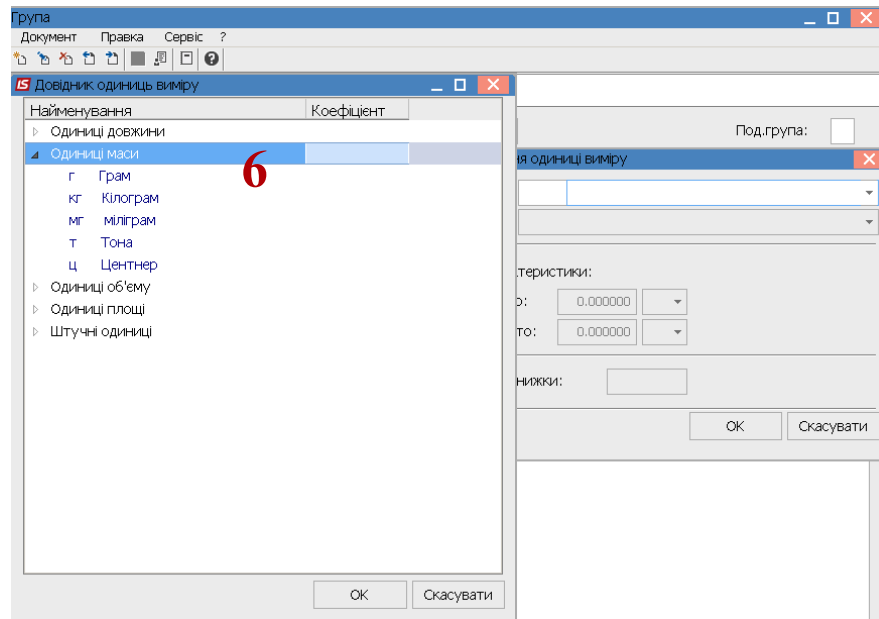 Група
Документ Правка Сервіс ?
Довідник одиниць виміру
Найменування Коефіцієнт
Одиниці довжини
Одиниці маси
6
г Грам
кг Кілограм
мг міліграм
т Тона
ц Центнер
Одиниці об'єму
Одиниці площі
Штучні одиниці
OK Скасувати
Под.група:
ня одиниці виміру
теристики:
о: 0.000000
то: 0.000000
нижки:
OK Скасувати